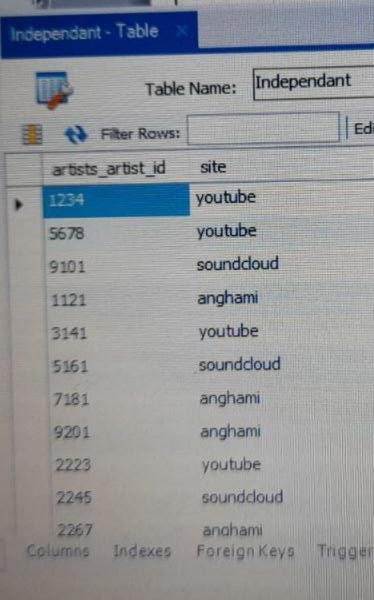 Independant - Table ×
Table Name: Independant
Filter Rows: Edi
artists_artist_id site
1234 youtube
5678 youtube
9101 soundcloud
1121 anghami
3141 youtube
5161 soundcloud
7181 anghami
9201 anghami
2223 youtube
2245 soundcloud
2267 anghami
Columns Indexes Foreign Keys Trigger